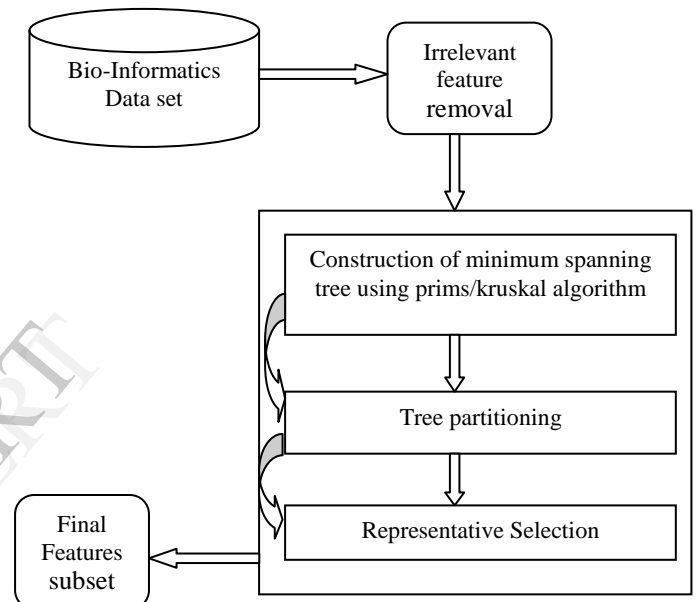 Bio-Informatics
Data set
Irrelevant
feature
removal
Construction of minimum spanning
tree using prims/kruskal algorithm
Tree partitioning
Representative Selection
Final
Features
subset